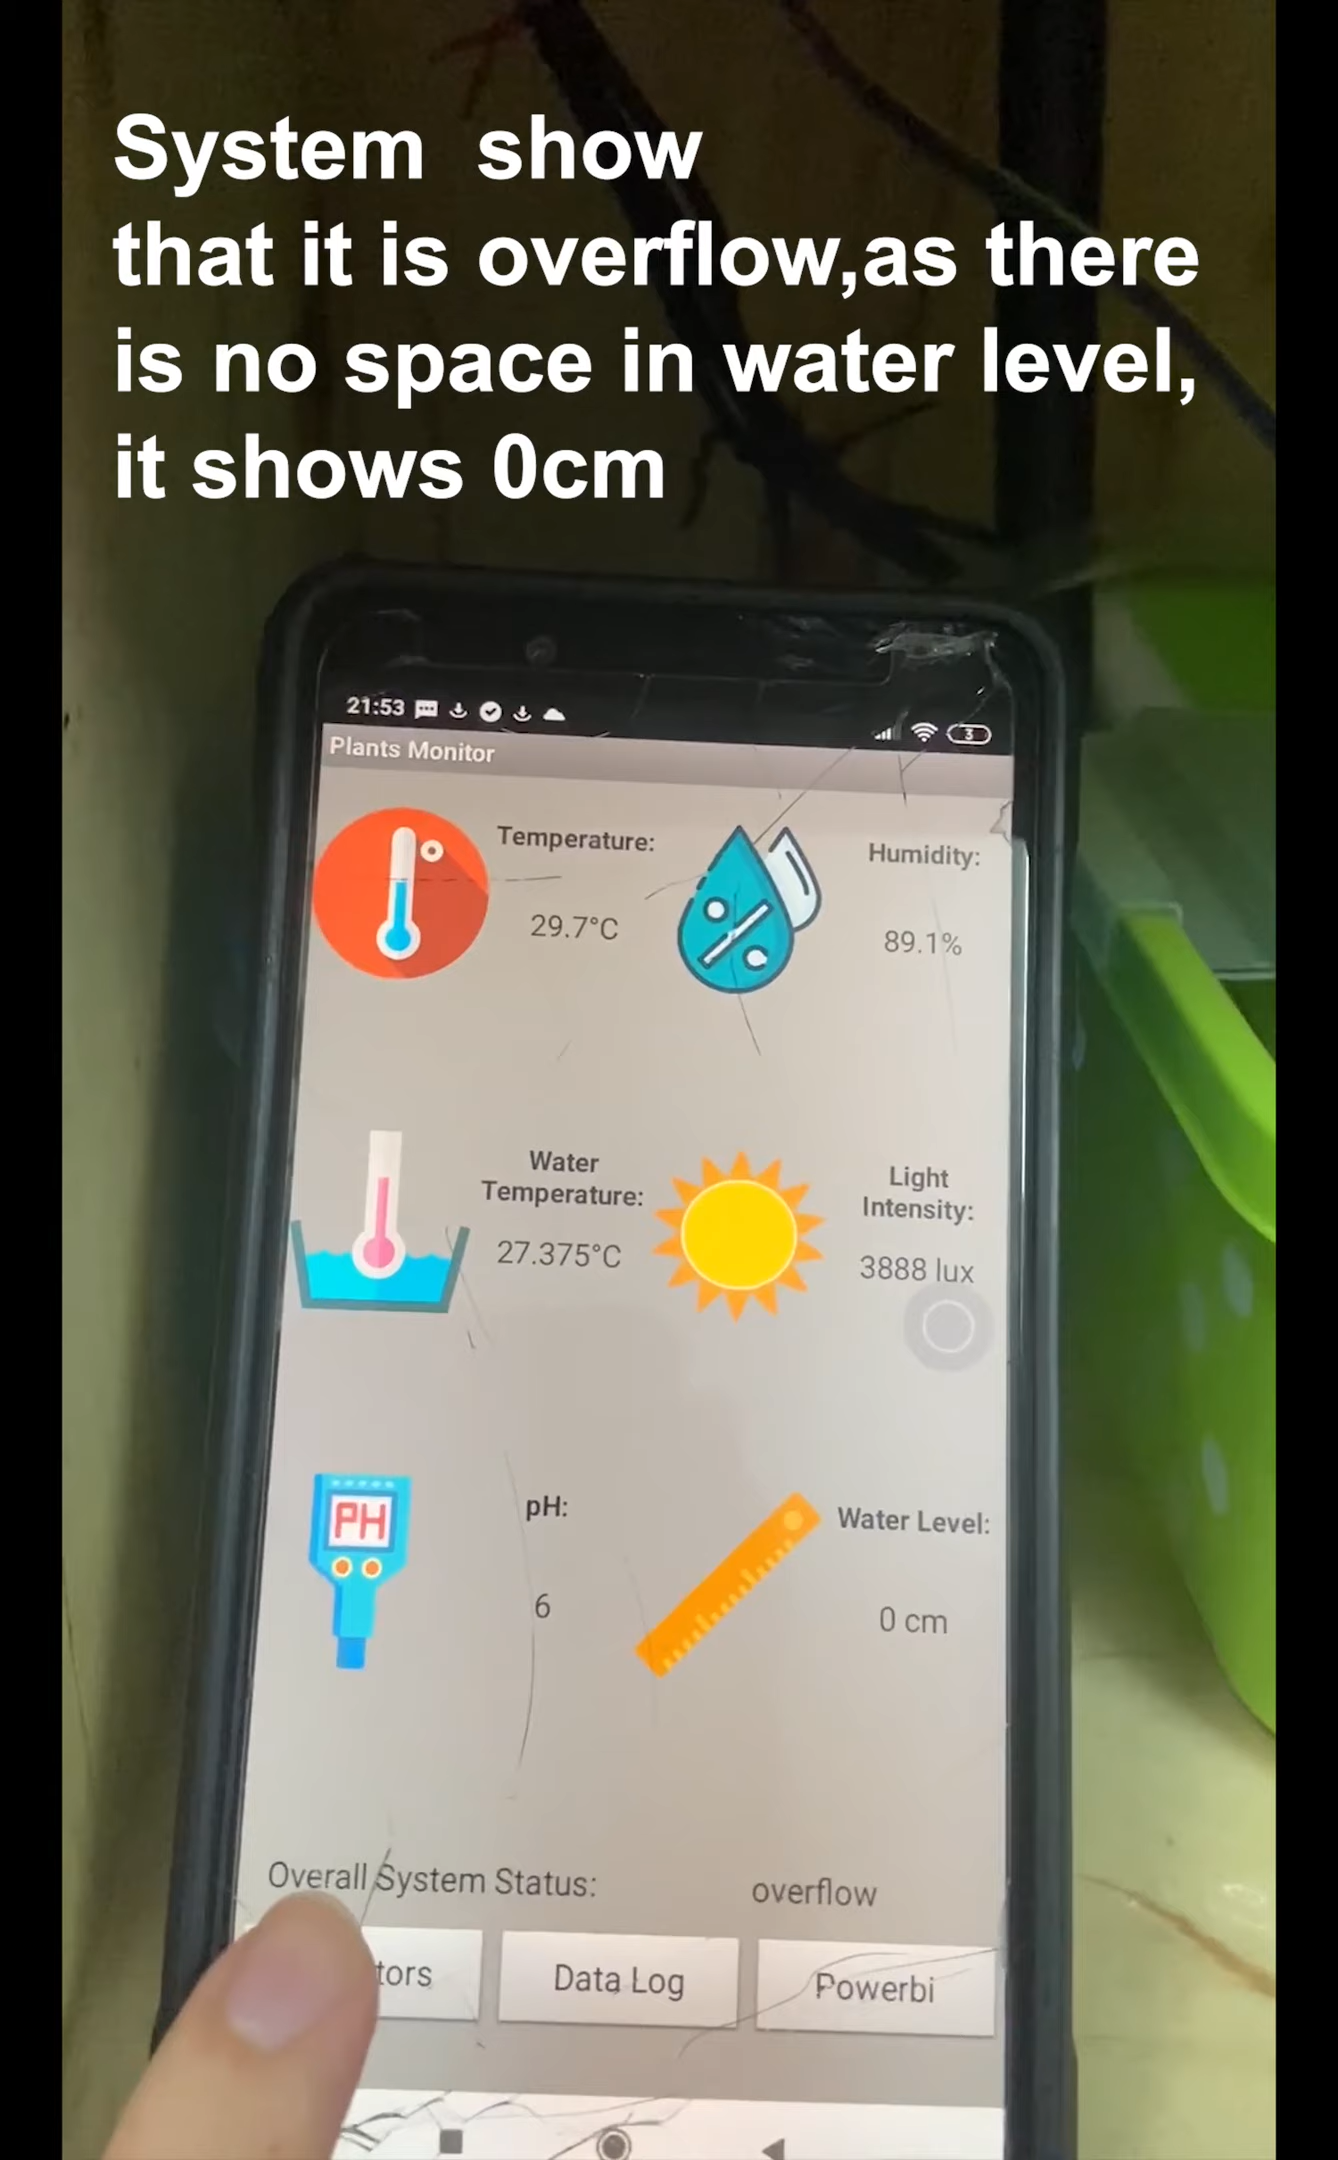 System show
that it is overflow,as there
is no space in water level,
it shows 0cm
21:53
3
Plants Monitor
Temperature:
29.7°C
Humidity:
89.1%
Water
Temperature:
27.375°C
Light
Intensity:
3888 lux
PH
pH:
6
Water Level:
0 cm
Overall System Status:
overflow
tors
Data Log
Powerbi